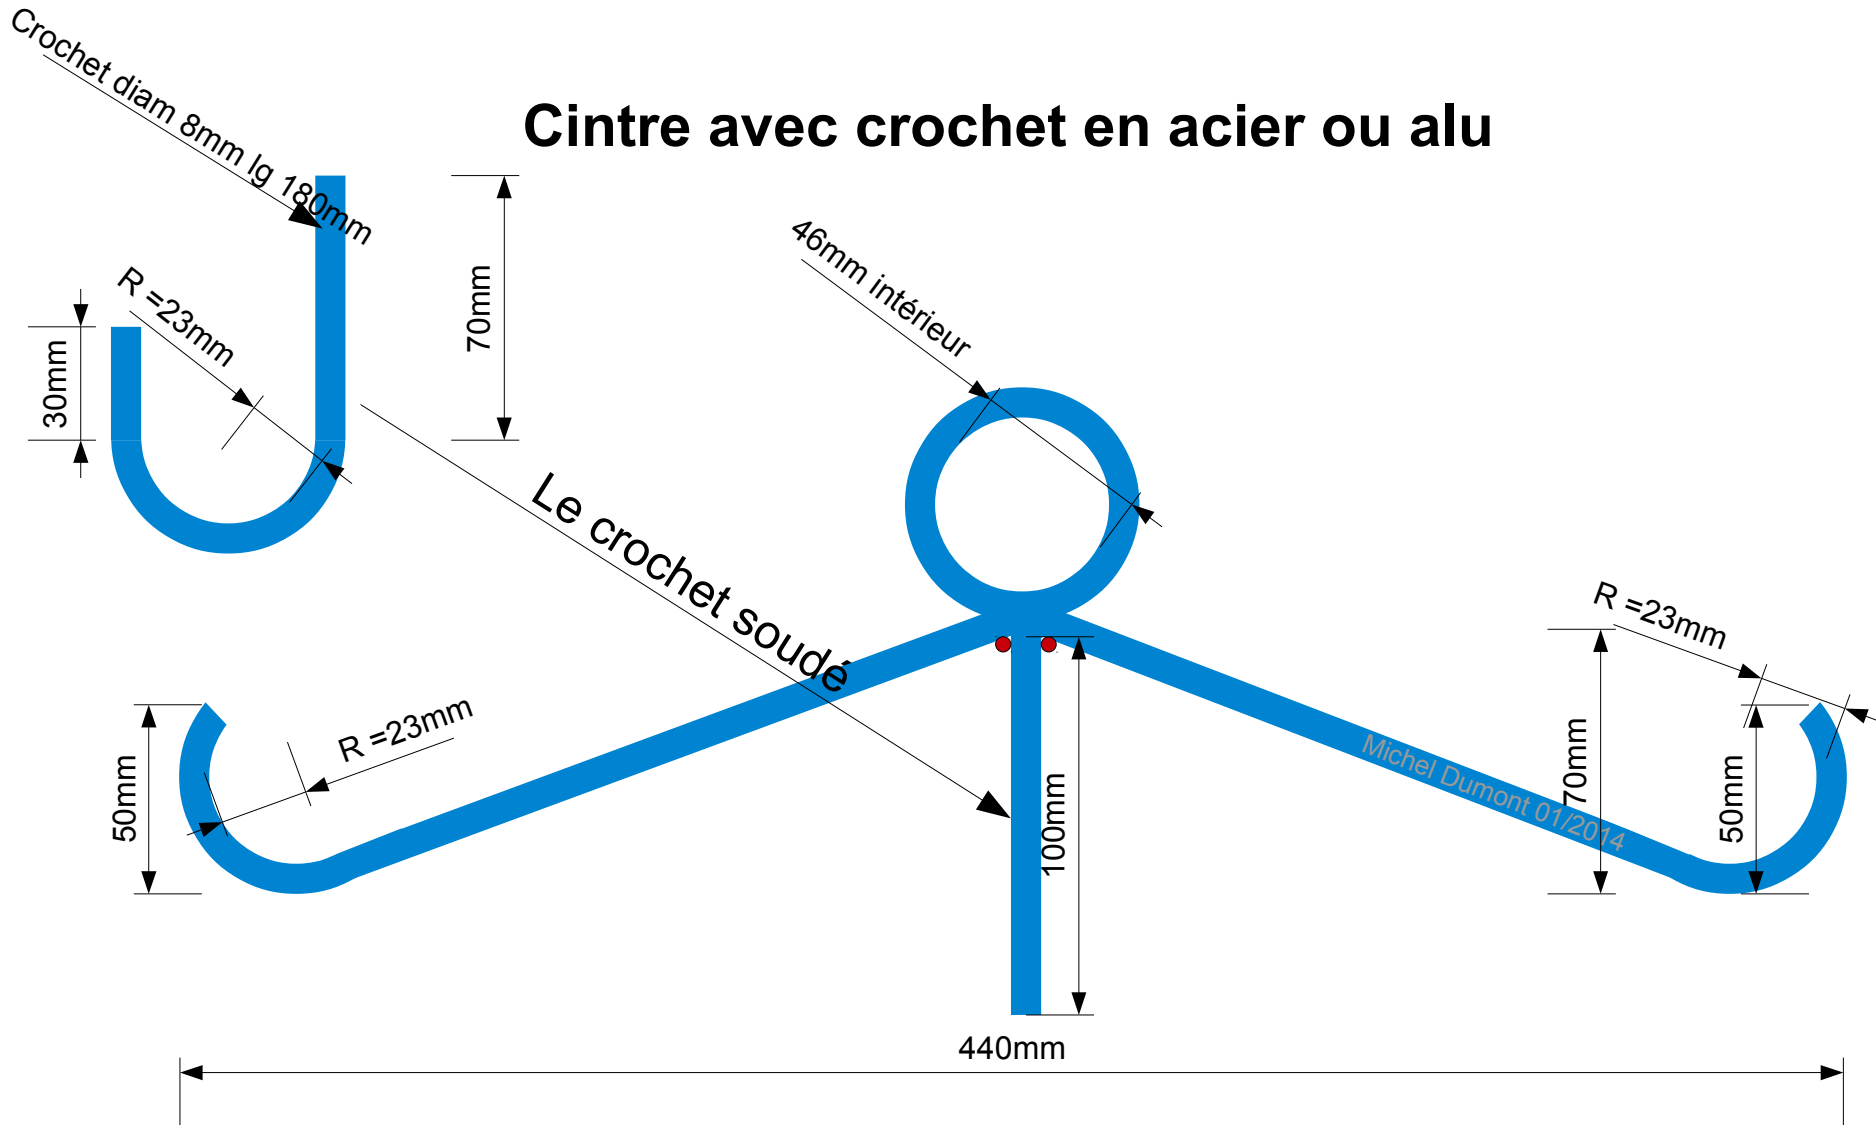 Crochet diam 8mm lg 180mm
Cintre avec crochet en acier ou alu
R =23mm
30mm
70mm
46mm intérieur
Le crochet soudé
R =23mm
50mm
100mm
R =23mm
70mm
50mm
Michel Dumont 01/2014
440mm